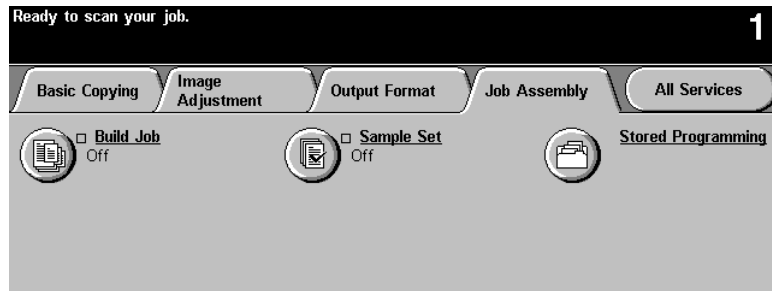 Ready to scan your job.
1
Basic Copying
Image
Adjustment
Output Format
Job Assembly
All Services
Build Job
Off
Sample Set
Off
Stored Programming